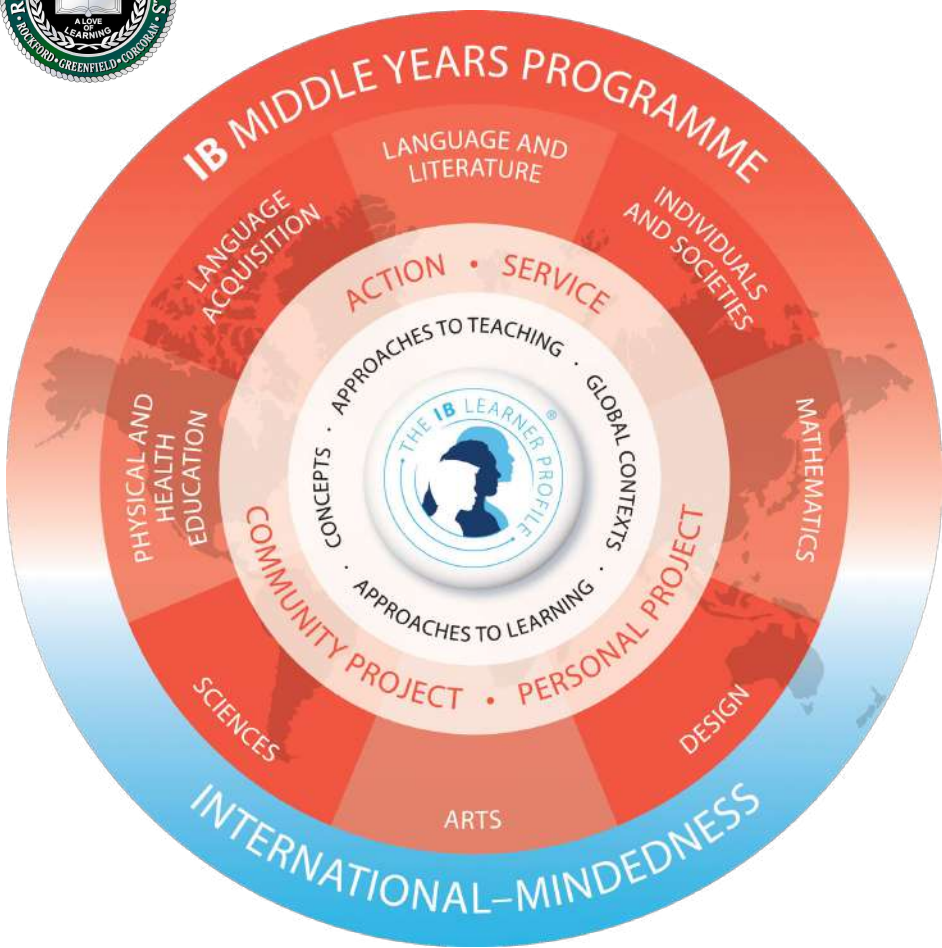 A LOVE
OF
LEARNING
ROCKFORD • GREENFIELD • CORCORAN
IB MIDDLE YEARS PROGRAMME
LANGUAGE AND
LITERATURE
LANGUAGE
ACQUISITION
INDIVIDUALS
AND SOCIETIES
PHYSICAL AND
HEALTH
EDUCATION
MATHEMATICS
SCIENCES
DESIGN
ARTS
ACTION • SERVICE
COMMUNITY PROJECT • PERSONAL PROJECT
APPROACHES TO TEACHING · GLOBAL CONTEXTS · APPROACHES TO LEARNING · CONCEPTS ·
THE IB LEARNER PROFILE ®
INTERNATIONAL–MINDEDNESS